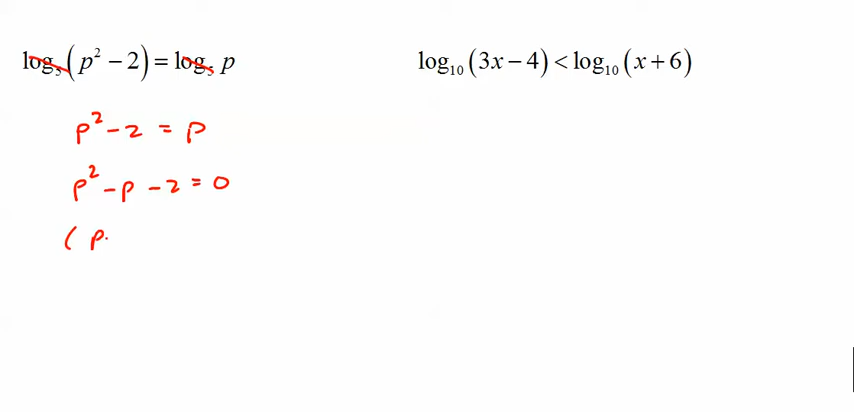 log₅(p² − 2) = log₅ p
log₁₀(3x − 4) < log₁₀(x + 6)
p² − 2 = p
p² − p − 2 = 0
( p